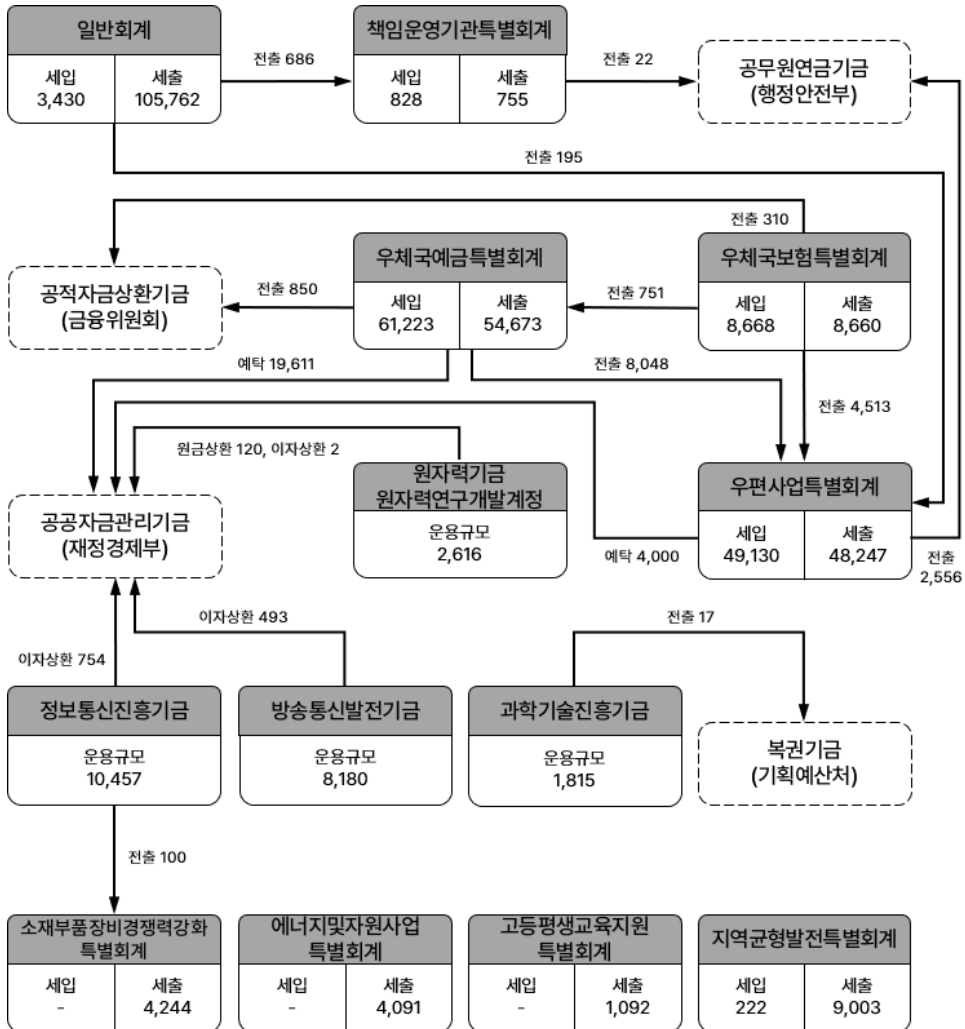 일반회계
책임운영기관특별회계
세입
3,430
세출
105,762
전출 686
세입
828
세출
755
전출 22
공무원연금기금
(행정안전부)
전출 195
전출 310
우체국예금특별회계
우체국보험특별회계
공적자금상환기금
(금융위원회)
전출 850
세입
61,223
세출
54,673
전출 751
세입
8,668
세출
8,660
예탁 19,611
전출 8,048
전출 4,513
원금상환 120, 이자상환 2
원자력기금
원자력연구개발계정
운용규모
2,616
우편사업특별회계
세입
49,130
세출
48,247
공공자금관리기금
(재정경제부)
예탁 4,000
전출
2,556
이자상환 493
전출 17
이자상환 754
정보통신진흥기금
운용규모
10,457
방송통신발전기금
운용규모
8,180
과학기술진흥기금
운용규모
1,815
복권기금
(기획예산처)
전출 100
소재부품장비경쟁력강화
특별회계
세입
-
세출
4,244
에너지및자원사업
특별회계
세입
-
세출
4,091
고등평생교육지원
특별회계
세입
-
세출
1,092
지역균형발전특별회계
세입
222
세출
9,003